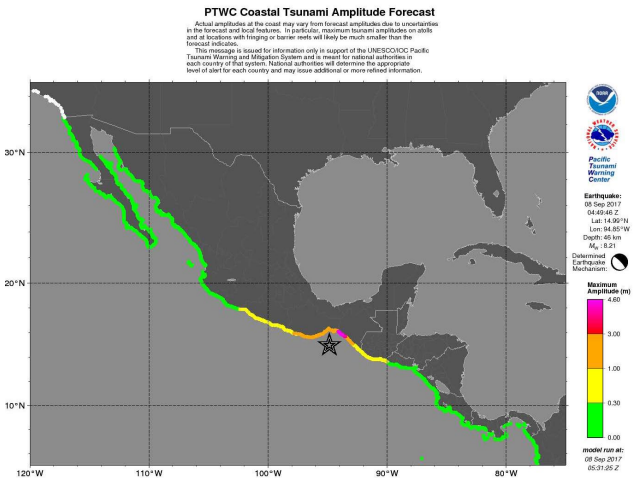 PTWC Coastal Tsunami Amplitude Forecast
Actual amplitudes at the coast may vary from forecast amplitudes due to uncertainties
in the forecast and local features. In particular, maximum tsunami amplitudes on atolls
and at locations with fringing or barrier reefs will likely be much smaller than the
forecast indicates.
This message is issued for information only in support of the UNESCO/IOC Pacific
Tsunami Warning and Mitigation System and is meant for national authorities in
each country of that system. National authorities will determine the appropriate
level of alert for each country and may issue additional or more refined information.
30°N
20°N
10°N
120°W
110°W
100°W
90°W
80°W
noaa
Pacific
Tsunami
Warning
Center
Earthquake:
08 Sep 2017
04:49:46 Z
Lat: 14.99°N
Lon: 94.85°W
Depth: 46 km
Mw : 8.21
Determined
Earthquake
Mechanism:
Maximum
Amplitude (m)
4.60
3.00
1.00
0.30
0.00
model run at:
08 Sep 2017
05:31:25 Z